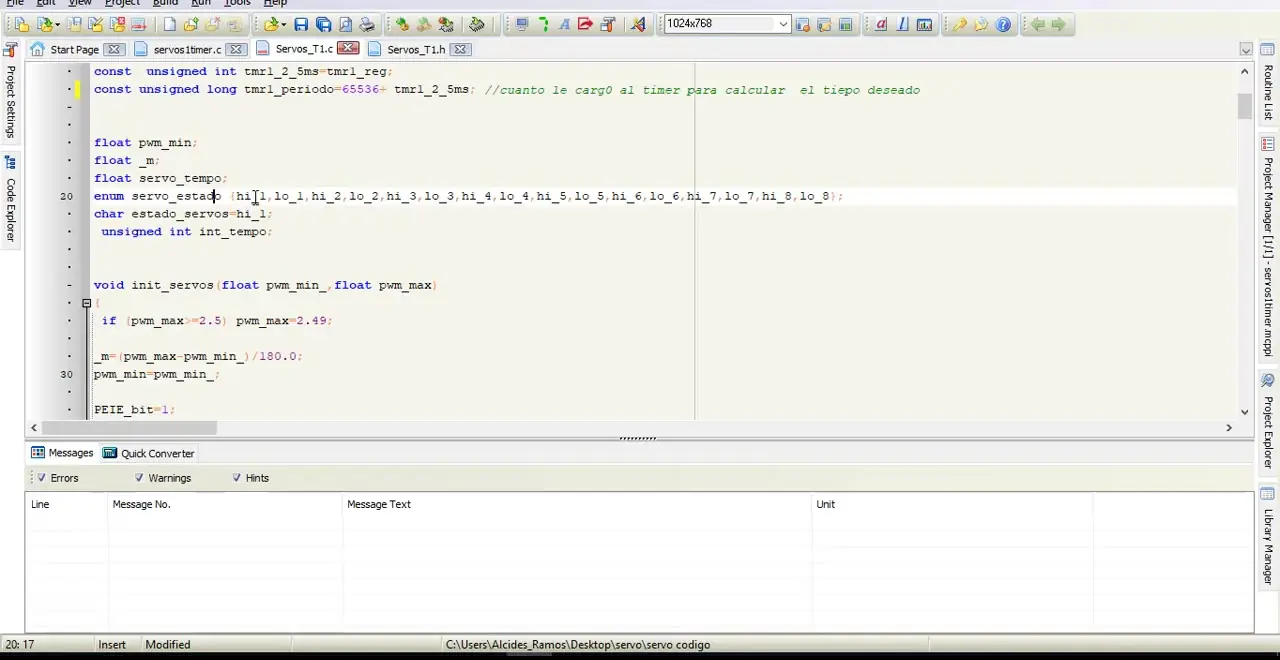 File Edit View Project Build Run Tools Help
1024x768
Start Page servos1timer.c Servos_T1.c Servos_T1.h
Project Settings
Code Explorer
const  unsigned int tmr1_2_5ms=tmr1_reg;
const unsigned long tmr1_periodo=65536+ tmr1_2_5ms; //cuanto le carg0 al timer para calcular  el tiepo deseado
float pwm_min;
float _m;
float servo_tempo;
20 enum servo_estado {hi_1,lo_1,hi_2,lo_2,hi_3,lo_3,hi_4,lo_4,hi_5,lo_5,hi_6,lo_6,hi_7,lo_7,hi_8,lo_8};
char estado_servos=hi_1;
unsigned int int_tempo;
void init_servos(float pwm_min_,float pwm_max)
{
if (pwm_max>=2.5) pwm_max=2.49;
_m=(pwm_max-pwm_min_)/180.0;
30 pwm_min=pwm_min_;
PEIE_bit=1;
Routine List
Project Manager [1/1] - servos1timer.mcppi
Project Explorer
Library Manager
Messages Quick Converter
Errors Warnings Hints
Line Message No. Message Text Unit
20: 17 Insert Modified C:\Users\Alcides_Ramos\Desktop\servo\servo codigo